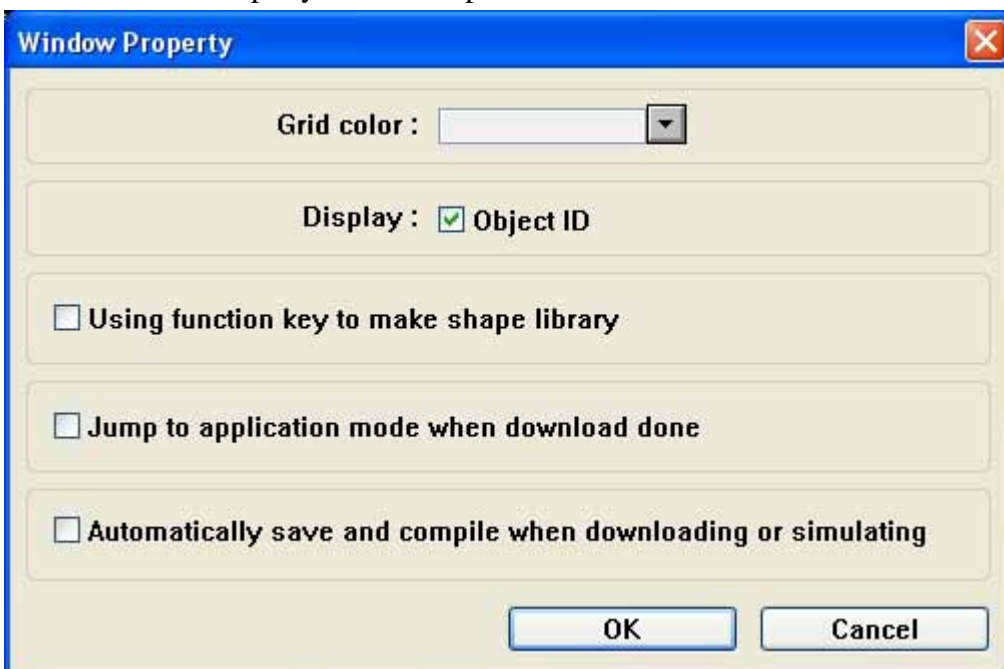 Window Property
Grid color :
Display : Object ID
Using function key to make shape library
Jump to application mode when download done
Automatically save and compile when downloading or simulating
OK Cancel